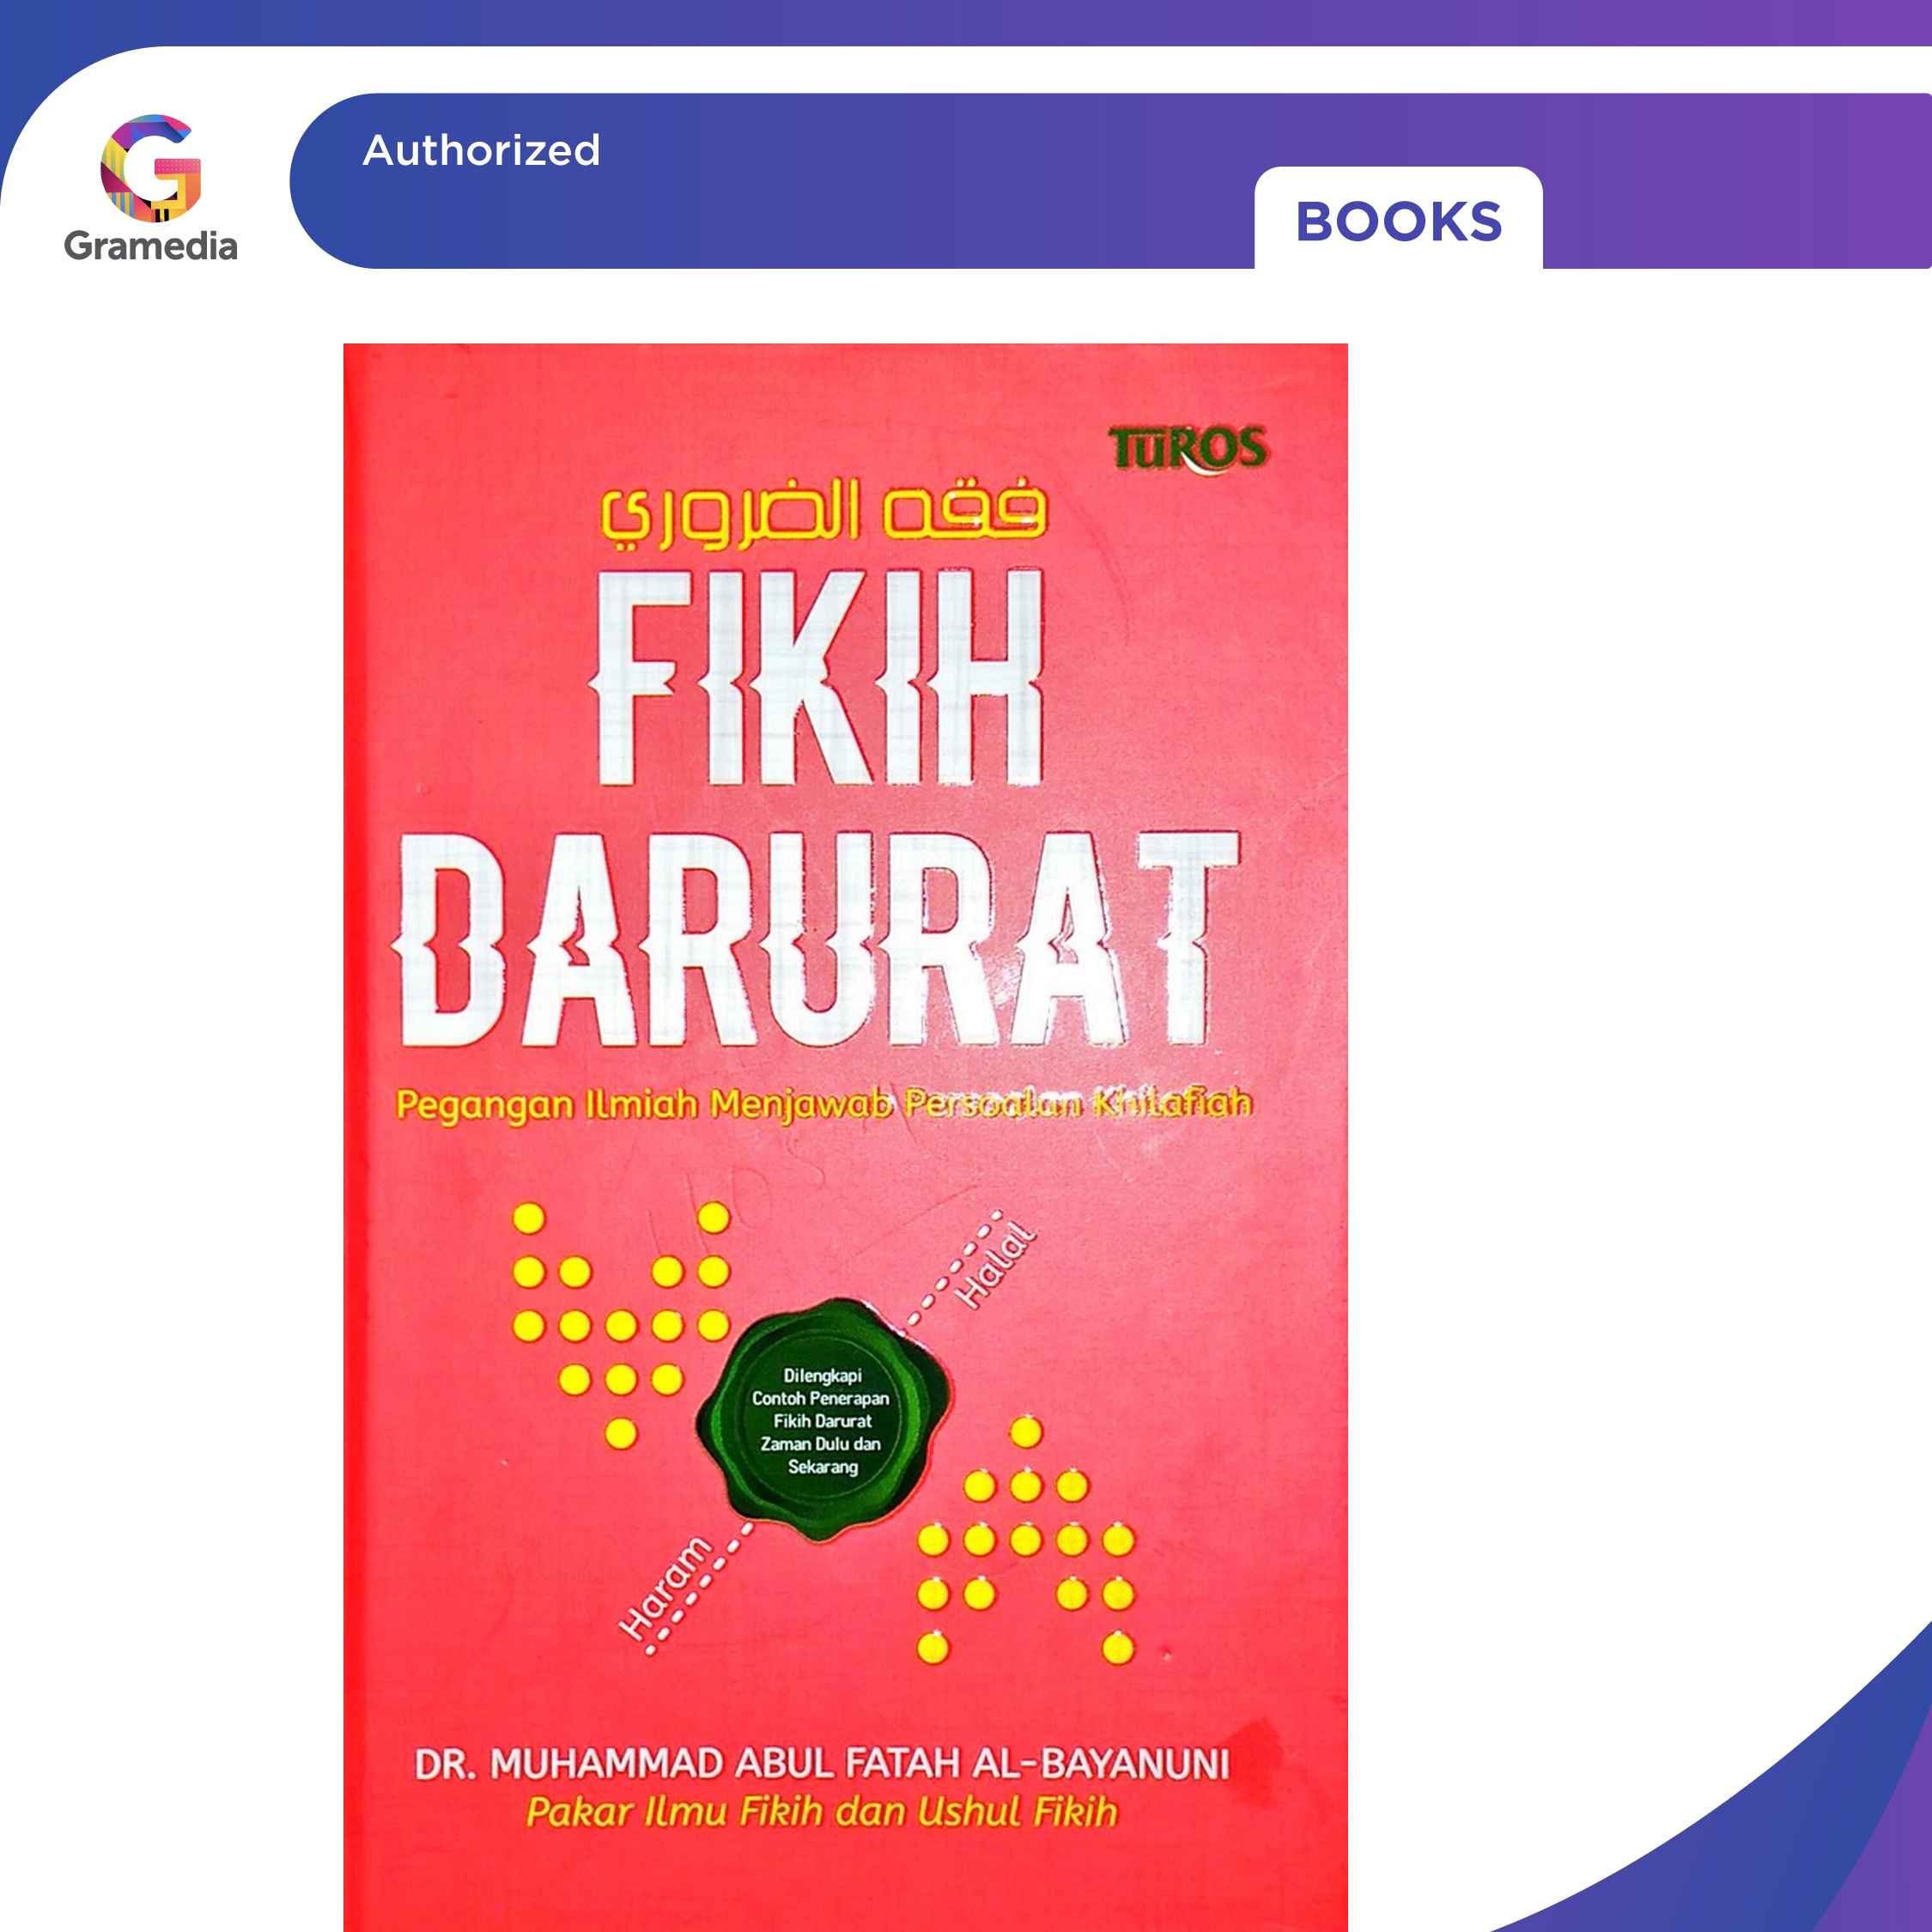 Gramedia
Authorized
BOOKS
TUROS
فقه الضروري
FIKIH
DARURAT
Pegangan Ilmiah Menjawab Persoalan Khilafiah
Halal
Dilengkapi
Contoh Penerapan
Fikih Darurat
Zaman Dulu dan
Sekarang
Haram
DR. MUHAMMAD ABUL FATAH AL-BAYANUNI
Pakar Ilmu Fikih dan Ushul Fikih